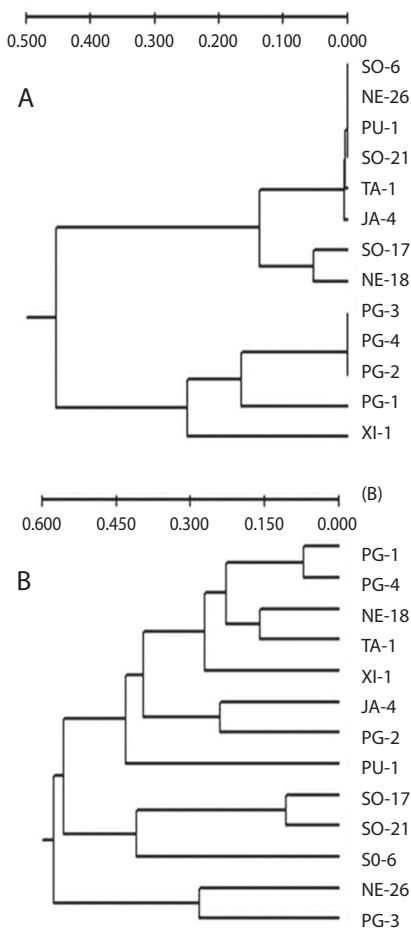 0.500 0.400 0.300 0.200 0.100 0.000
A
SO-6
NE-26
PU-1
SO-21
TA-1
JA-4
SO-17
NE-18
PG-3
PG-4
PG-2
PG-1
XI-1
(B)
0.600 0.450 0.300 0.150 0.000
B
PG-1
PG-4
NE-18
TA-1
XI-1
JA-4
PG-2
PU-1
SO-17
SO-21
S0-6
NE-26
PG-3